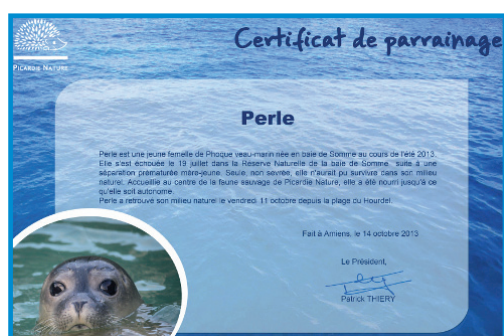 Certificat de parrainage
PICARDIE NATURE
Perle
Perle est une jeune femelle de Phoque veau-marin née en baie de Somme au cours de l'été 2013.
Elle s'est échouée le 19 juillet dans la Réserve Naturelle de la baie de Somme, suite à une
séparation prématurée mère-jeune. Seule, non sevrée, elle n'aurait pu survivre dans son milieu
naturel. Accueillie au centre de la faune sauvage de Picardie Nature, elle a été nourri jusqu'à ce
qu'elle soit autonome.
Perle a retrouvé son milieu naturel le vendredi 11 octobre depuis la plage du Hourdel.
Fait à Amiens, le 14 octobre 2013
Le Président,
Patrick THIERY